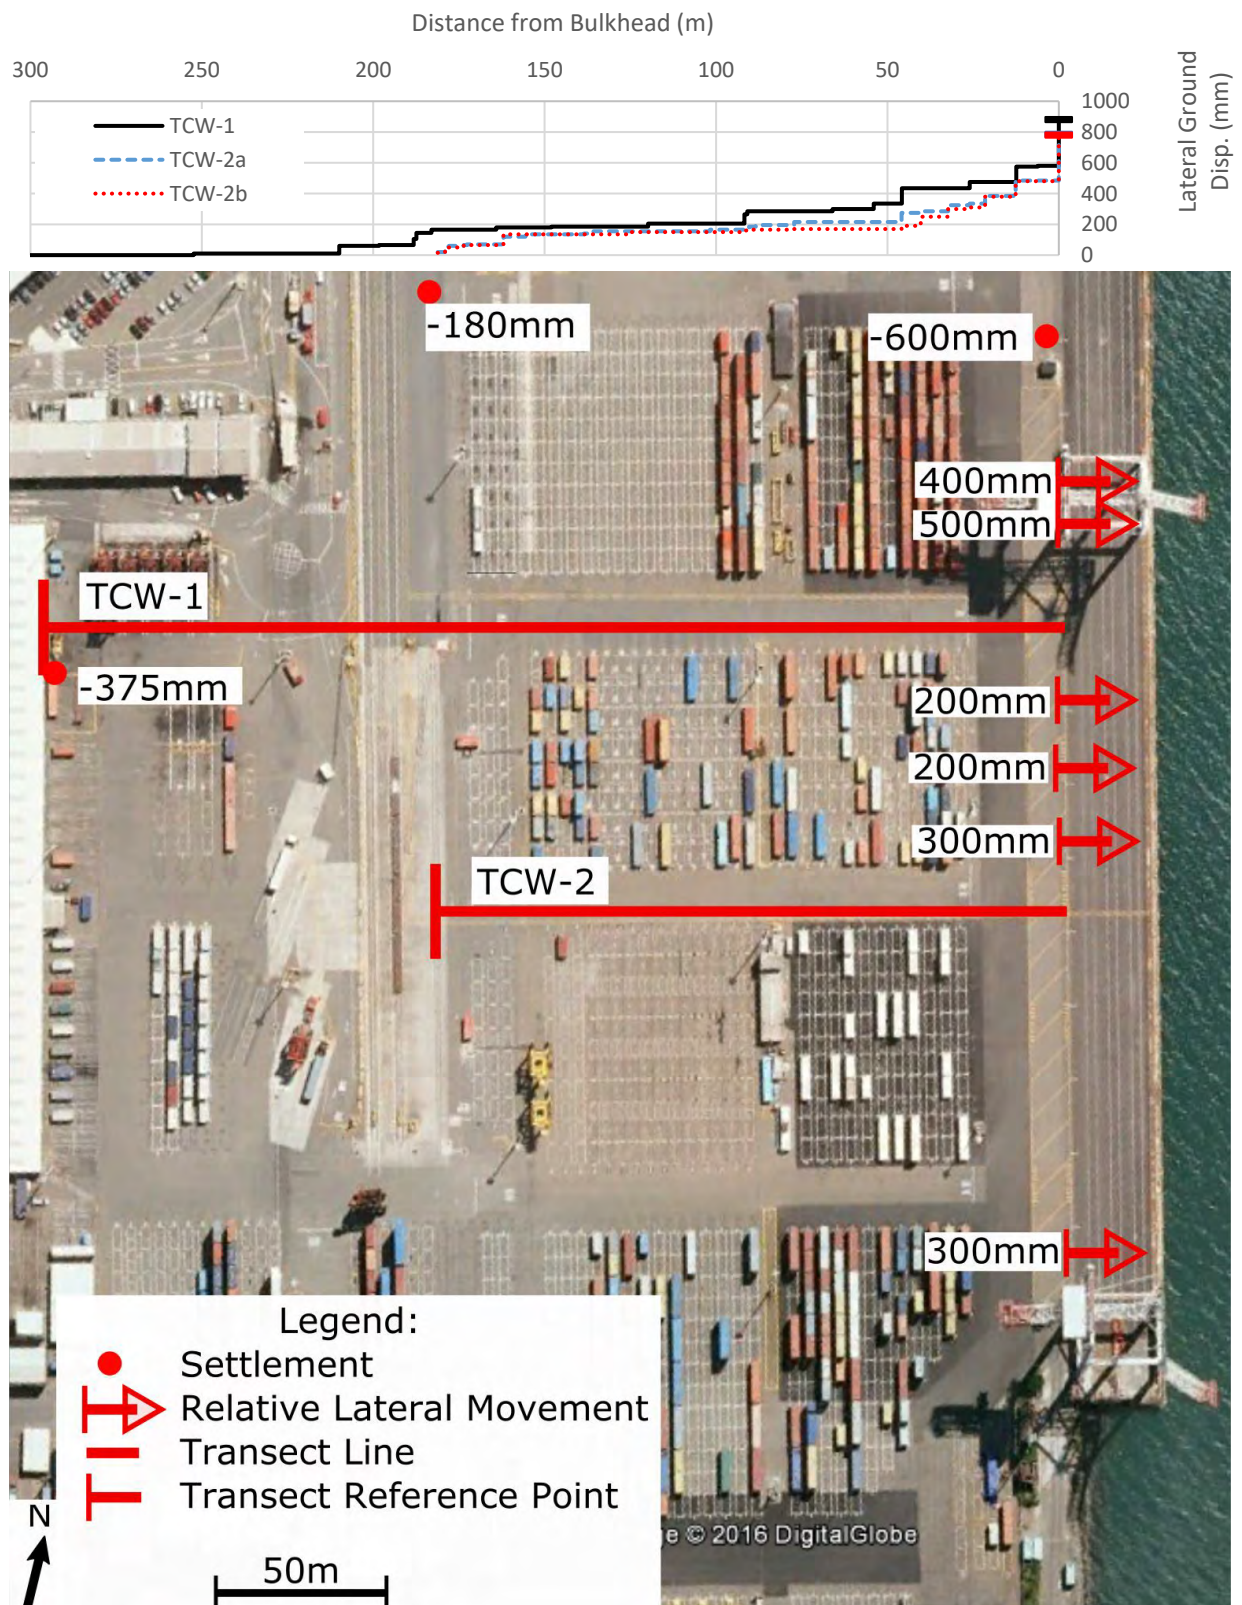 Distance from Bulkhead (m)
300 250 200 150 100 50 0
Lateral Ground
Disp. (mm)
1000
800
600
400
200
0
TCW-1
TCW-2a
TCW-2b
-180mm
-600mm
400mm
500mm
TCW-1
-375mm
200mm
200mm
300mm
TCW-2
300mm
Legend:
Settlement
Relative Lateral Movement
Transect Line
Transect Reference Point
N
50m
© 2016 DigitalGlobe